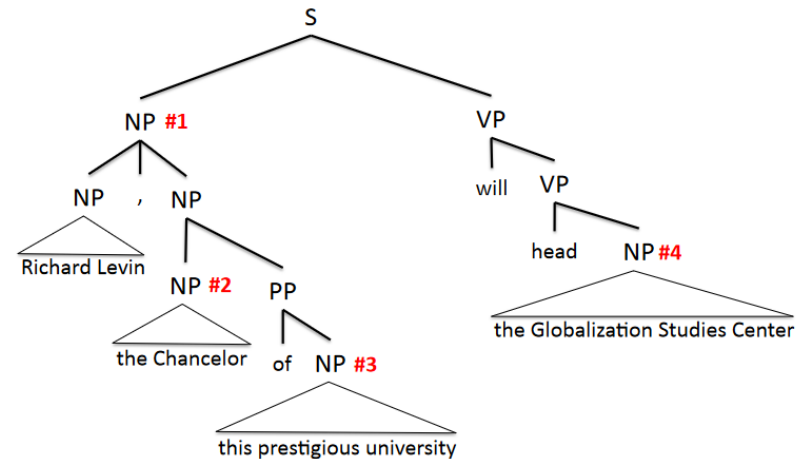 S
NP #1 VP
NP , NP will VP
Richard Levin head NP #4
NP #2 PP
the Globalization Studies Center
the Chancelor of NP #3
this prestigious university